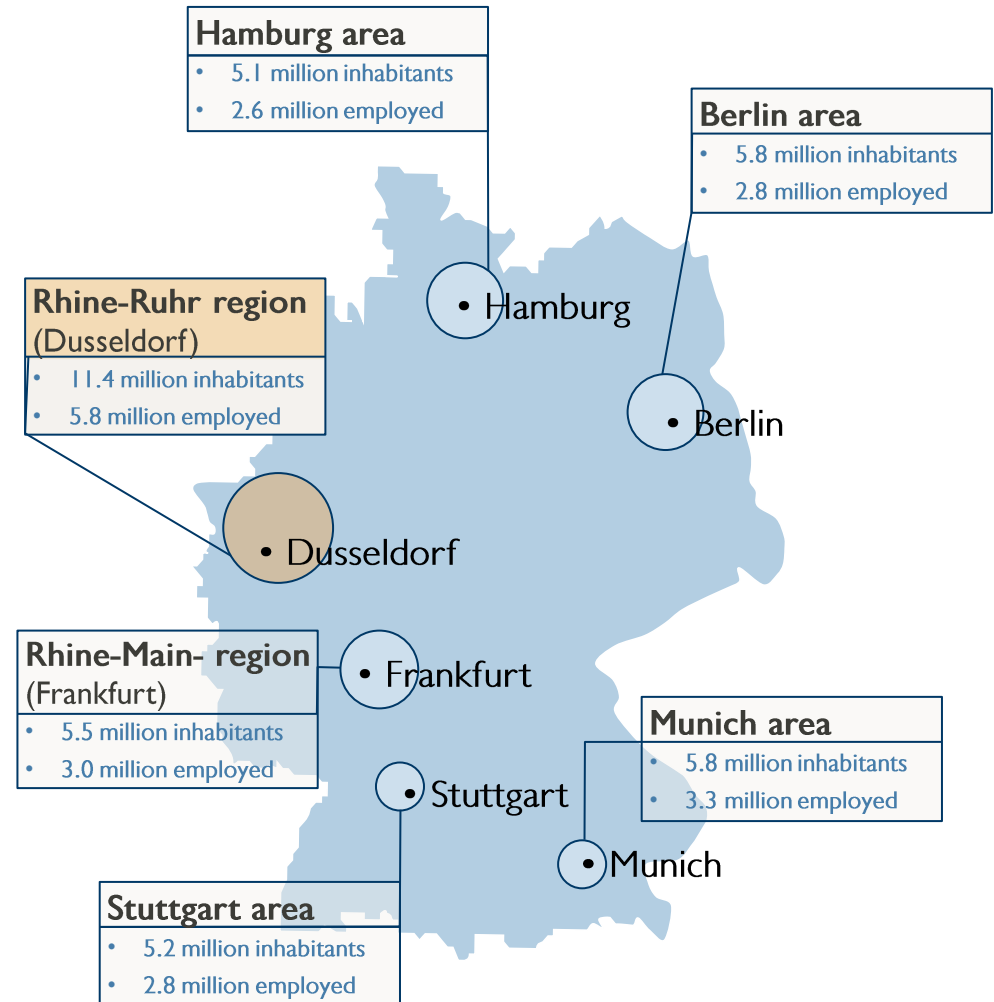 Hamburg area
• 5.1 million inhabitants
• 2.6 million employed
Berlin area
• 5.8 million inhabitants
• 2.8 million employed
Hamburg
Rhine-Ruhr region
(Dusseldorf)
• 11.4 million inhabitants
• 5.8 million employed
Berlin
Dusseldorf
Rhine-Main- region
(Frankfurt)
• 5.5 million inhabitants
• 3.0 million employed
Frankfurt
Munich area
• 5.8 million inhabitants
• 3.3 million employed
Stuttgart
Munich
Stuttgart area
• 5.2 million inhabitants
• 2.8 million employed